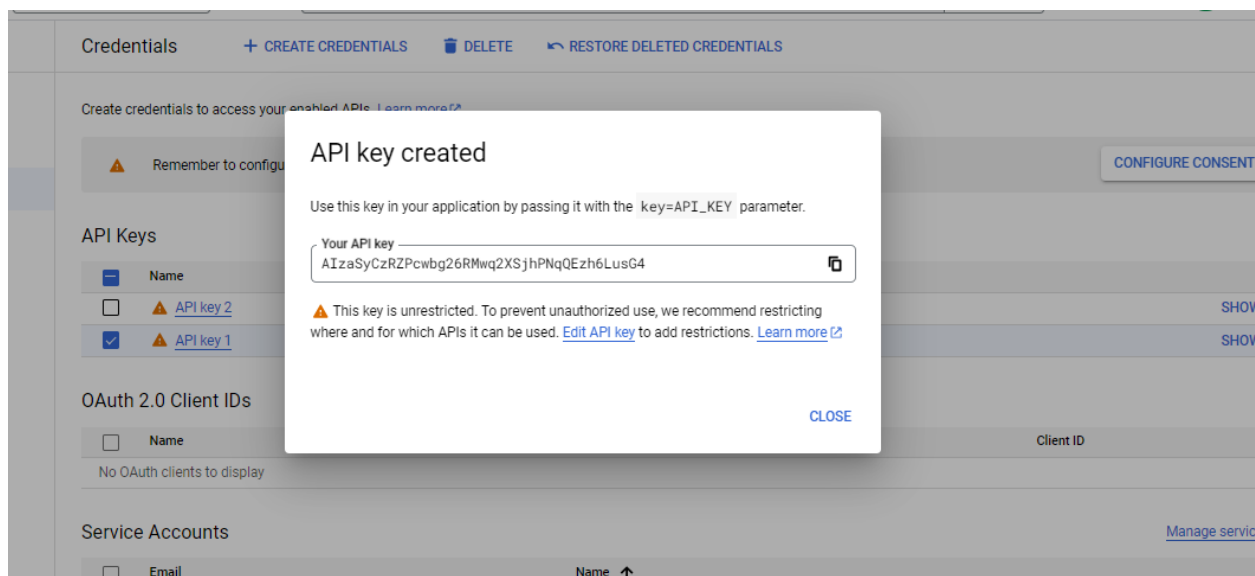 Credentials
CREATE CREDENTIALS
DELETE
RESTORE DELETED CREDENTIALS
Create credentials to access your enabled APIs. Learn more
Remember to configu
CONFIGURE CONSENT
API key created
Use this key in your application by passing it with the key=API_KEY parameter.
Your API key
AIzaSyCzRZPcwbg26RMwq2XSjhPNqQEzh6LusG4
This key is unrestricted. To prevent unauthorized use, we recommend restricting
where and for which APIs it can be used. Edit API key to add restrictions. Learn more
CLOSE
API Keys
Name
API key 2
SHOW
API key 1
SHOW
OAuth 2.0 Client IDs
Name
Client ID
No OAuth clients to display
Service Accounts
Manage servic
Email
Name